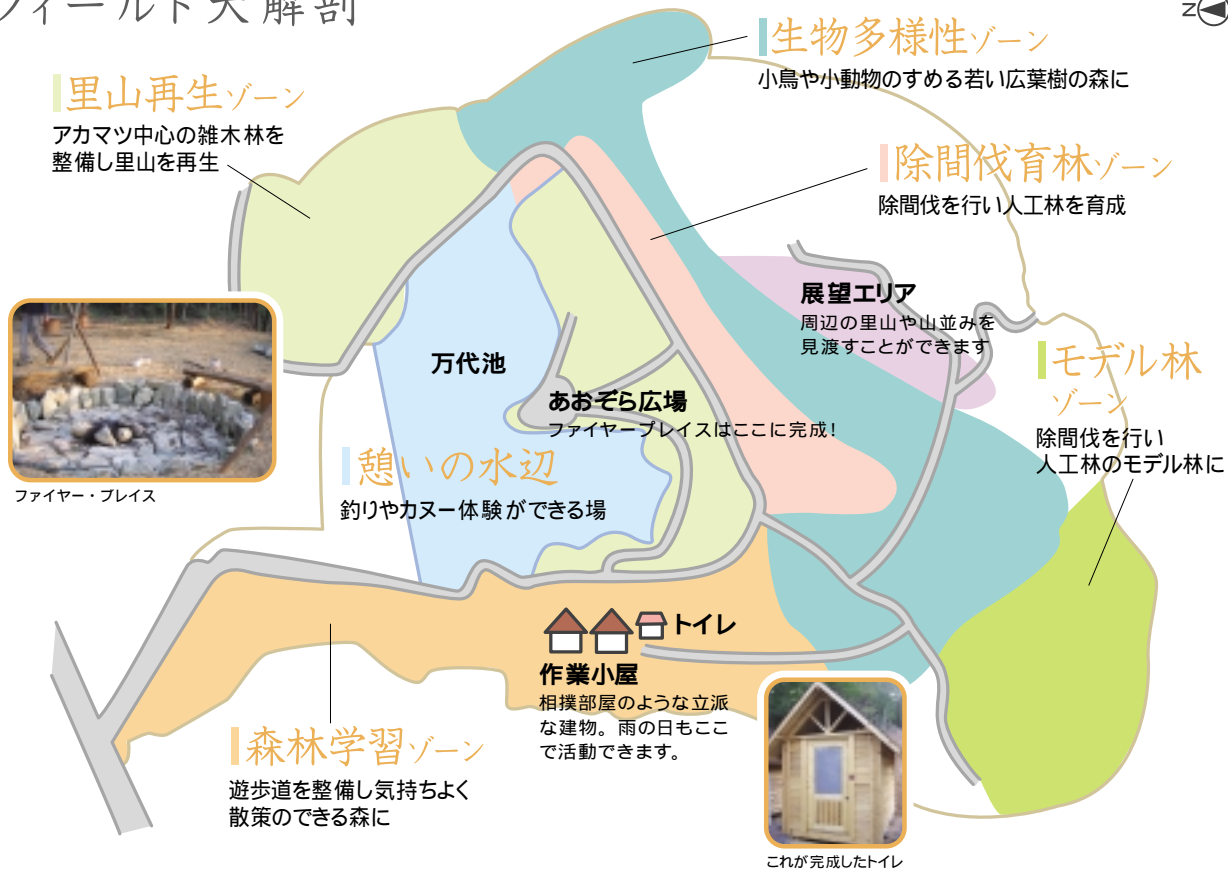 フィールド大解剖
N
生物多様性ゾーン
小鳥や小動物のすめる若い広葉樹の森に
里山再生ゾーン
アカマツ中心の雑木林を
整備し里山を再生
除間伐育林ゾーン
除間伐を行い人工林を育成
展望エリア
周辺の里山や山並みを
見渡すことができます
モデル林
ゾーン
除間伐を行い
人工林のモデル林に
万代池
あおぞら広場
ファイヤープレイスはここに完成!
憩いの水辺
釣りやカヌー体験ができる場
ファイヤー・プレイス
トイレ
作業小屋
相撲部屋のような立派
な建物。雨の日もここ
で活動できます。
森林学習ゾーン
遊歩道を整備し気持ちよく
散策のできる森に
これが完成したトイレ